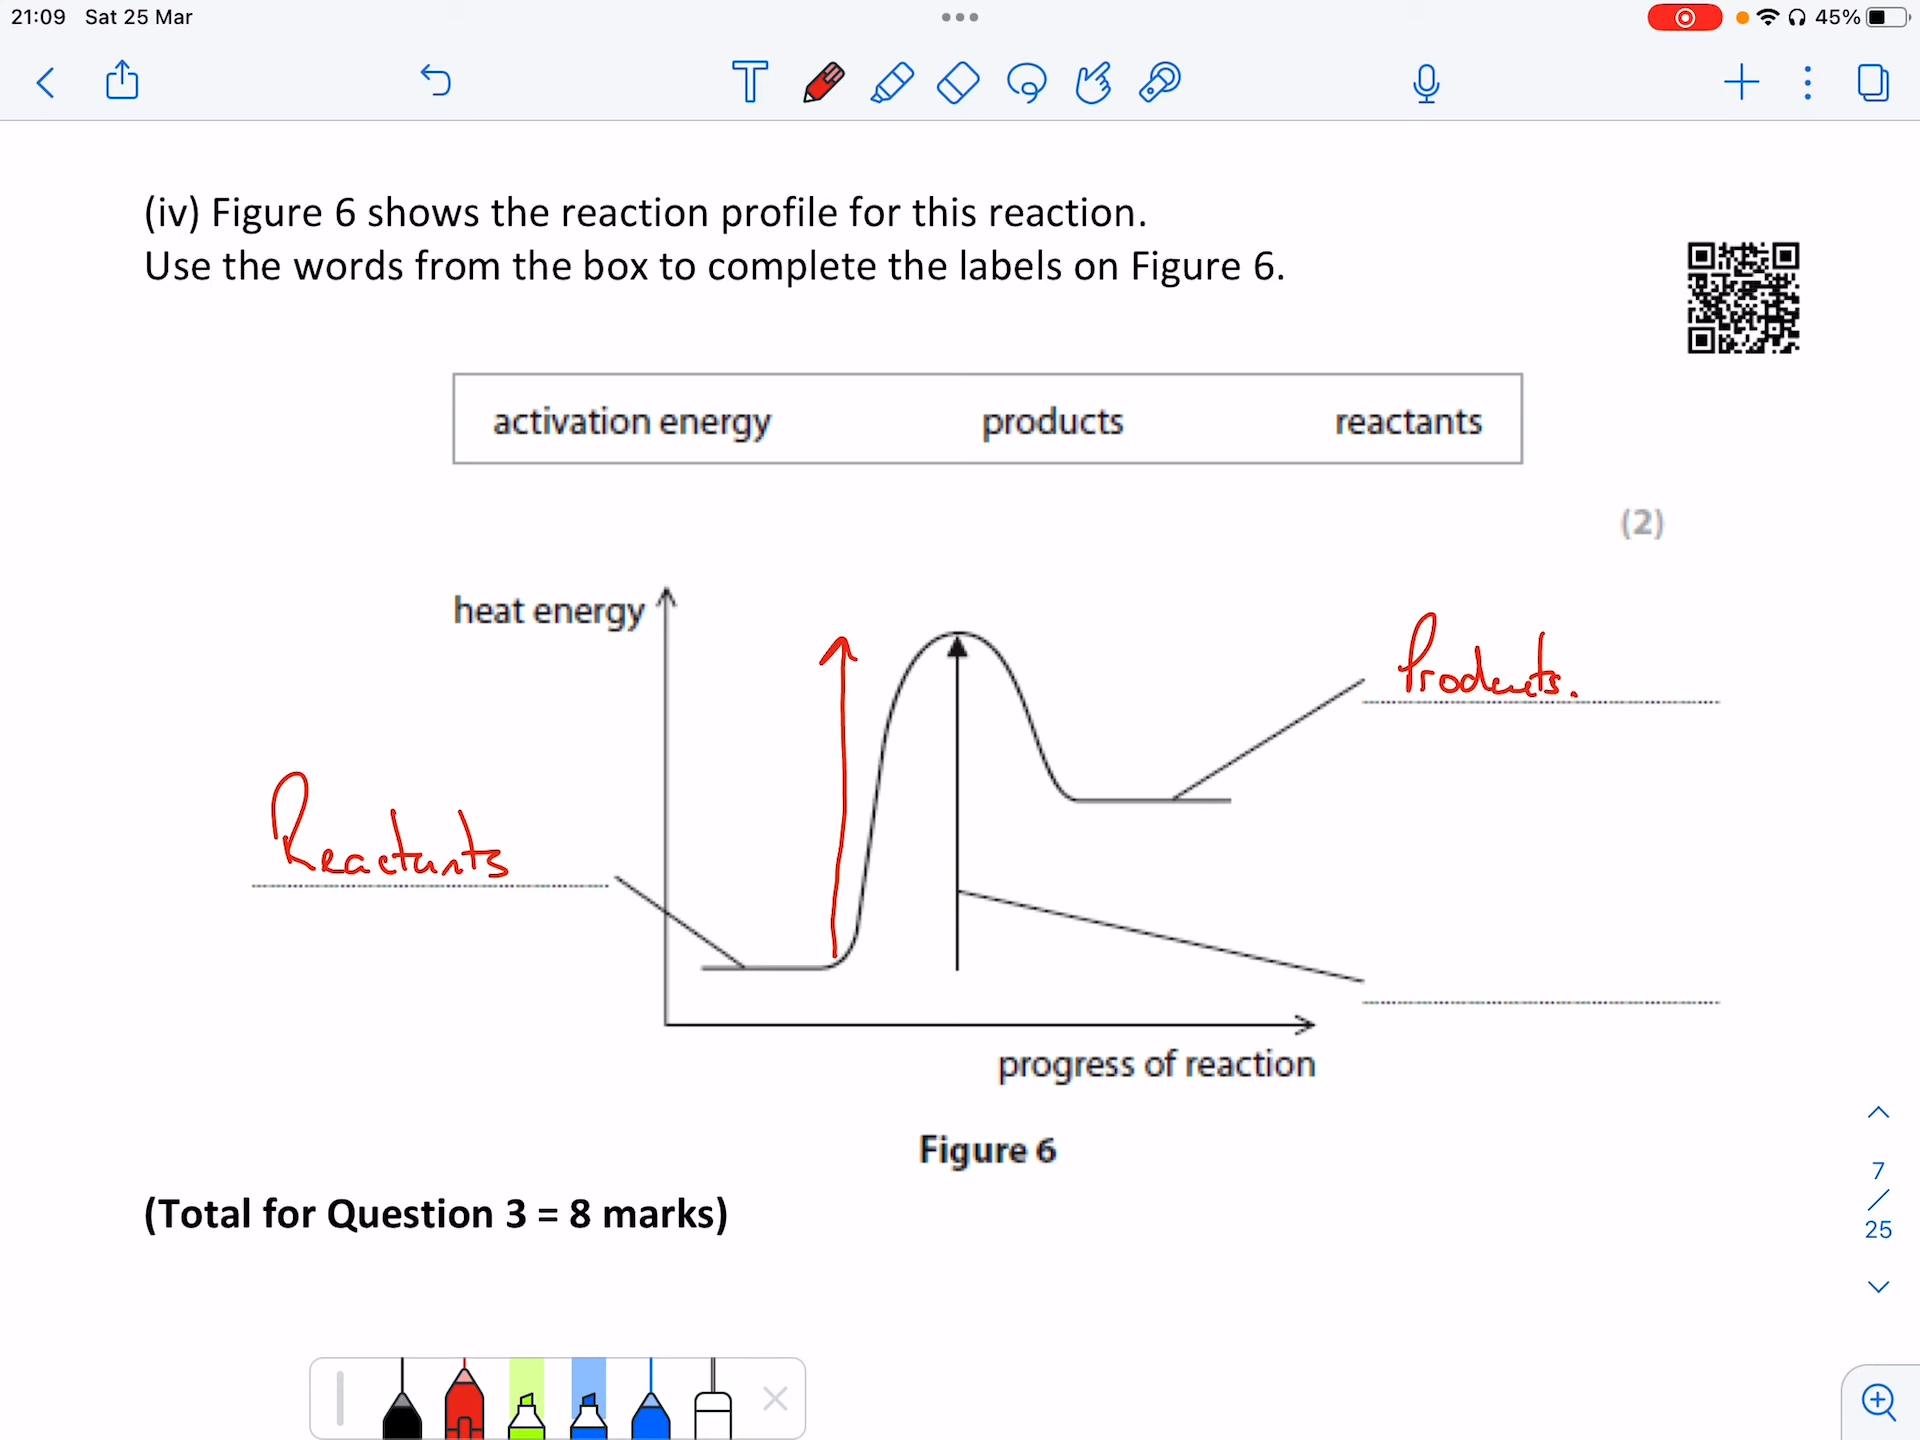 21:09 Sat 25 Mar
45%
(iv) Figure 6 shows the reaction profile for this reaction.
Use the words from the box to complete the labels on Figure 6.
activation energy products reactants
(2)
heat energy
Products.
Reactants
progress of reaction
Figure 6
(Total for Question 3 = 8 marks)
7
/
25